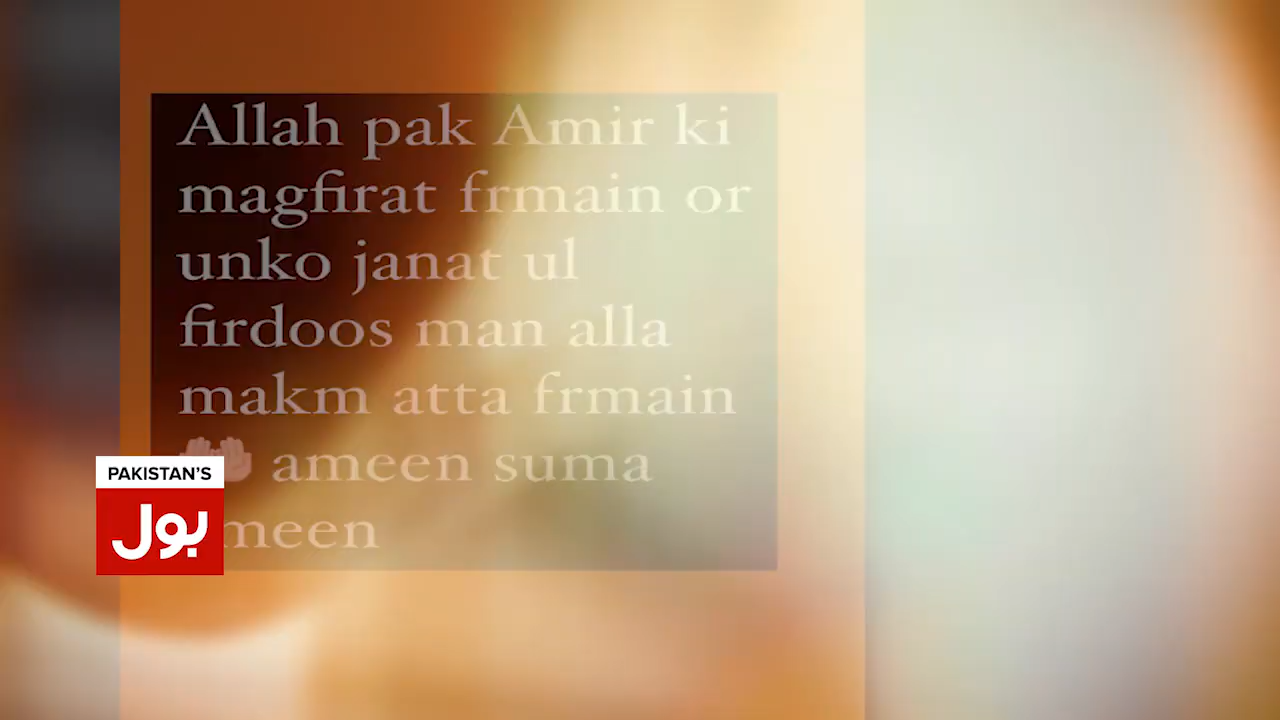 Allah pak Amir ki
magfirat frmain or
unko janat ul
firdoos man alla
makm atta frmain
🤲 ameen suma
meen
PAKISTAN'S
بول